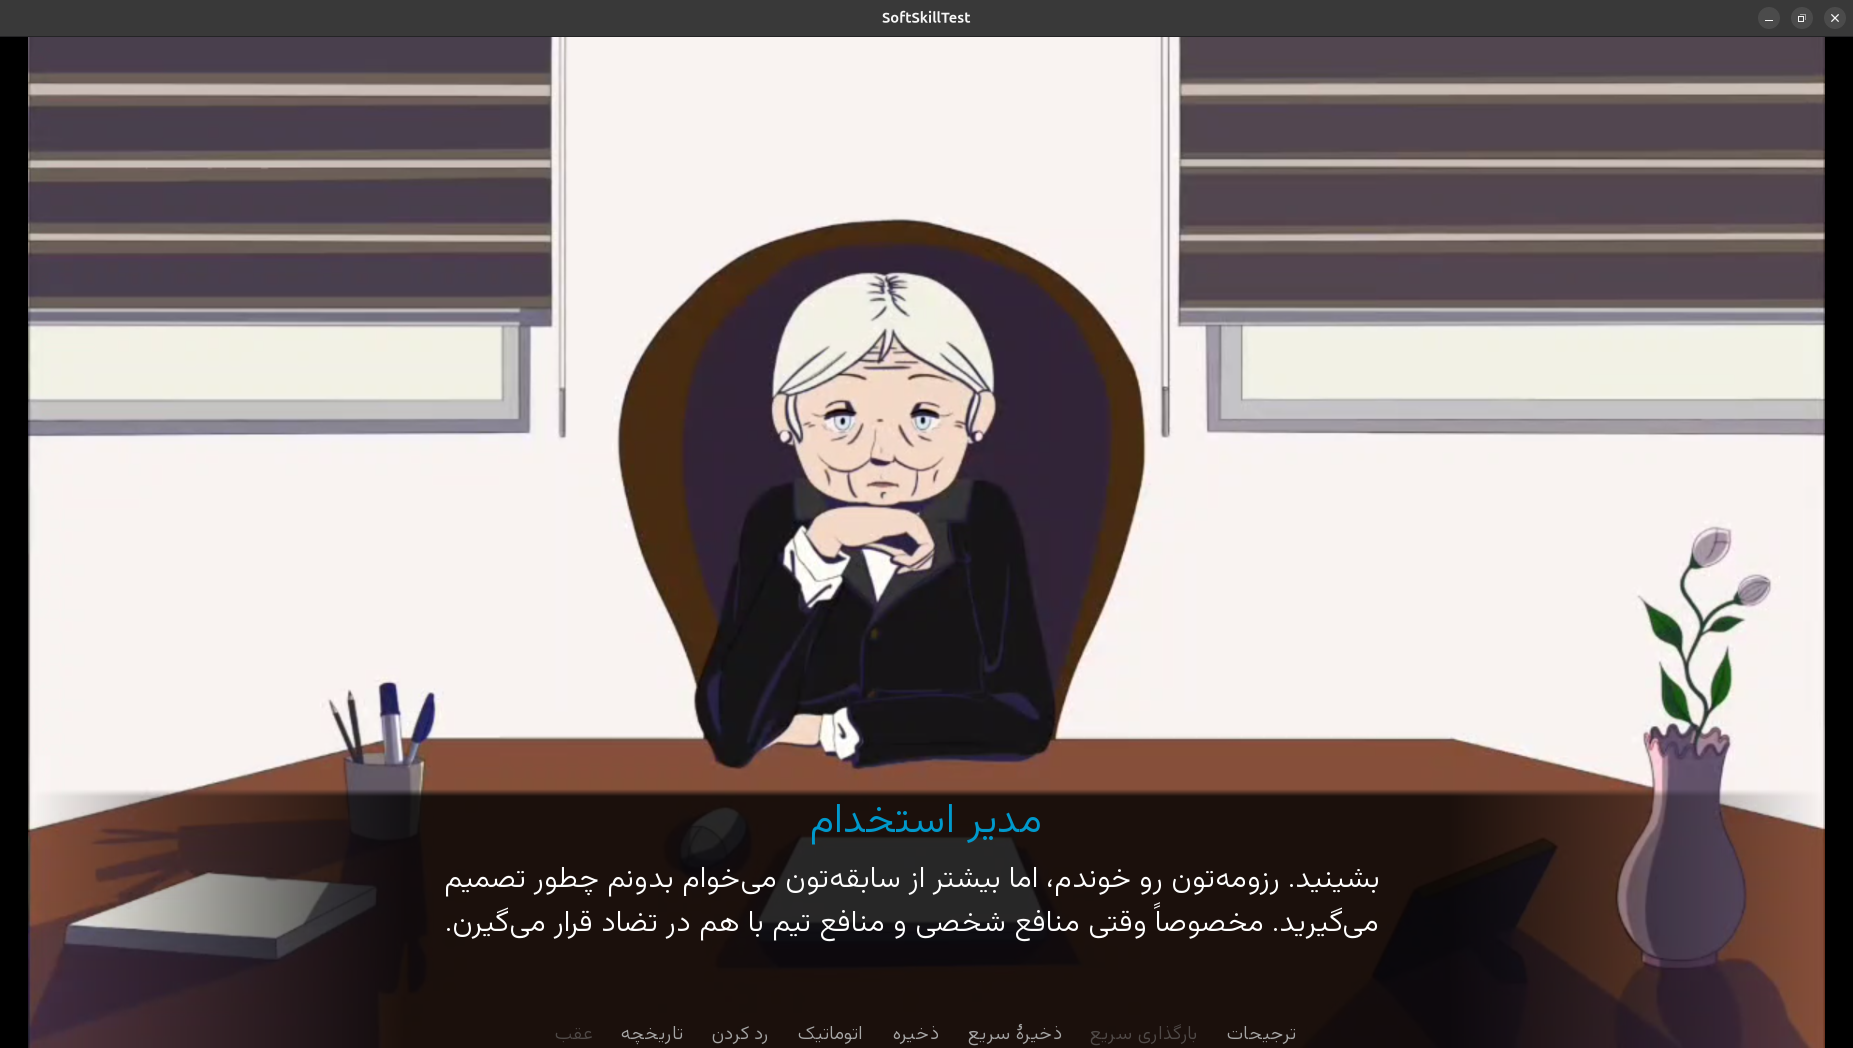 SoftSkillTest
مدیر استخدام
بشینید. رزومه‌تون رو خوندم، اما بیشتر از سابقه‌تون می‌خوام بدونم چطور تصمیم
می‌گیرید. مخصوصاً وقتی منافع شخصی و منافع تیم با هم در تضاد قرار می‌گیرن.
ترجیحات بارگذاری سریع ذخیرهٔ سریع ذخیره اتوماتیک رد کردن تاریخچه عقب